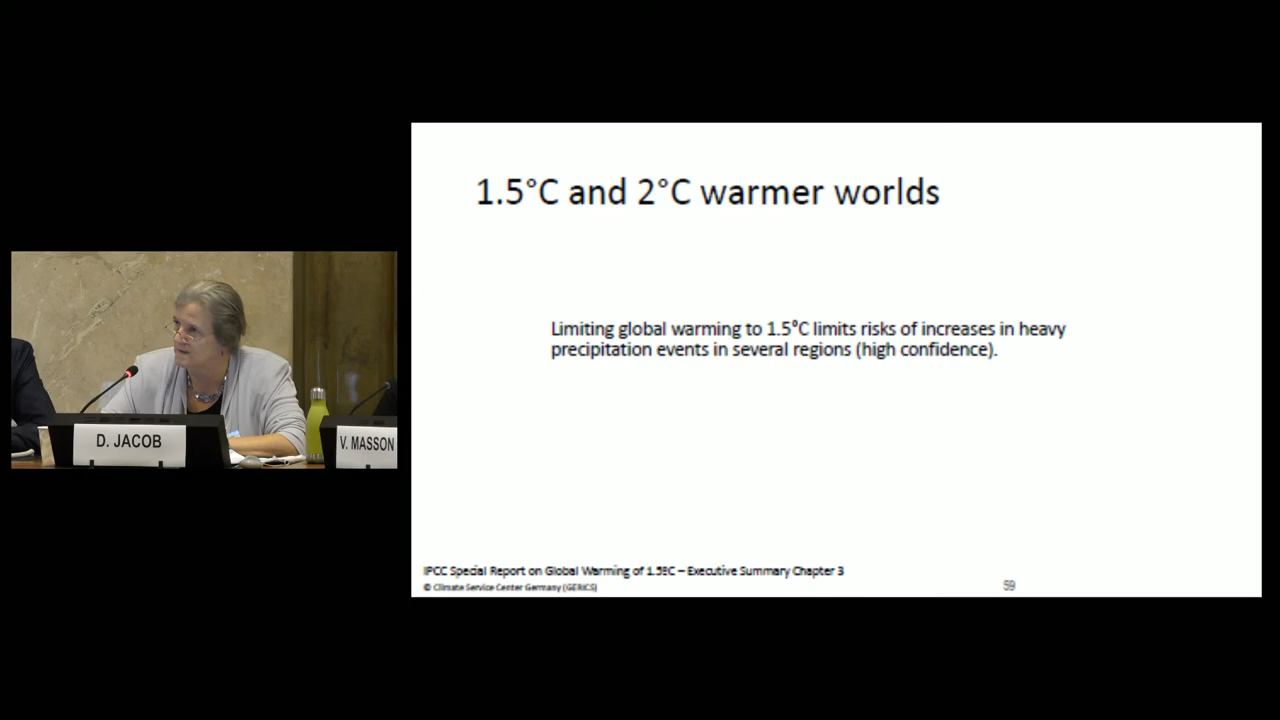 1.5°C and 2°C warmer worlds
Limiting global warming to 1.5°C limits risks of increases in heavy
precipitation events in several regions (high confidence).
D. JACOB
V. MASSON
IPCC Special Report on Global Warming of 1.5ºC – Executive Summary Chapter 3
© Climate Service Center Germany (GERICS)
59